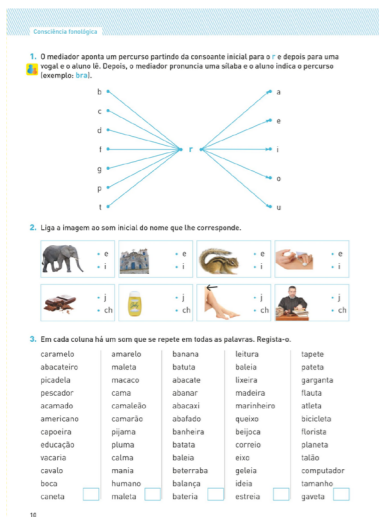 Consciência fonológica
1. O mediador aponta um percurso partindo da consoante inicial para o r e depois para uma
vogal e o aluno lê. Depois, o mediador pronuncia uma sílaba e o aluno indica o percurso
(exemplo: bra).
b a
c
e
d
f r i
g
o
p
t u
2. Liga a imagem ao som inicial do nome que lhe corresponde.
• e • e • e • e
• i • i • i • i
• j • j • j • j
• ch • ch • ch • ch
3. Em cada coluna há um som que se repete em todas as palavras. Regista-o.
caramelo amarelo banana leitura tapete
abacateiro maleta batuta baleia pateta
picadela macaco abacate lixeira garganta
pescador cama abanar madeira flauta
acamado camaleão abacaxi marinheiro atleta
americano camarão abafado queixo bicicleta
capoeira pijama banheira beijoca florista
educação pluma batata correio planeta
vacaria calma baleia eixo talão
cavalo mania beterraba geleia computador
boca humano balança ideia tamanho
caneta maleta bateria estreia gaveta
10